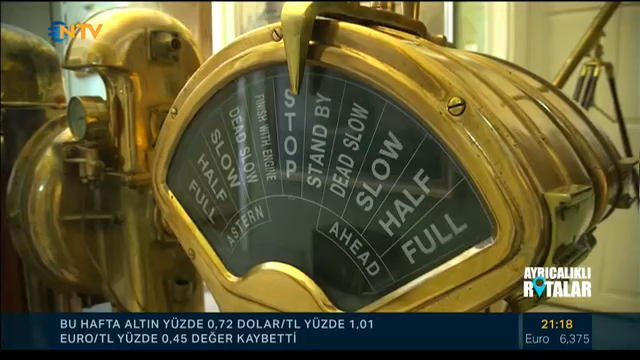 NTV
FULL
HALF
SLOW
DEAD SLOW
FINISH WITH ENGINE
STOP
STAND BY
DEAD SLOW
SLOW
HALF
FULL
ASTERN
AHEAD
AYRICALIKLI
ROTALAR
BU HAFTA ALTIN YÜZDE 0,72 DOLAR/TL YÜZDE 1,01
EURO/TL YÜZDE 0,45 DEĞER KAYBETTİ
21:18
Euro 6,375